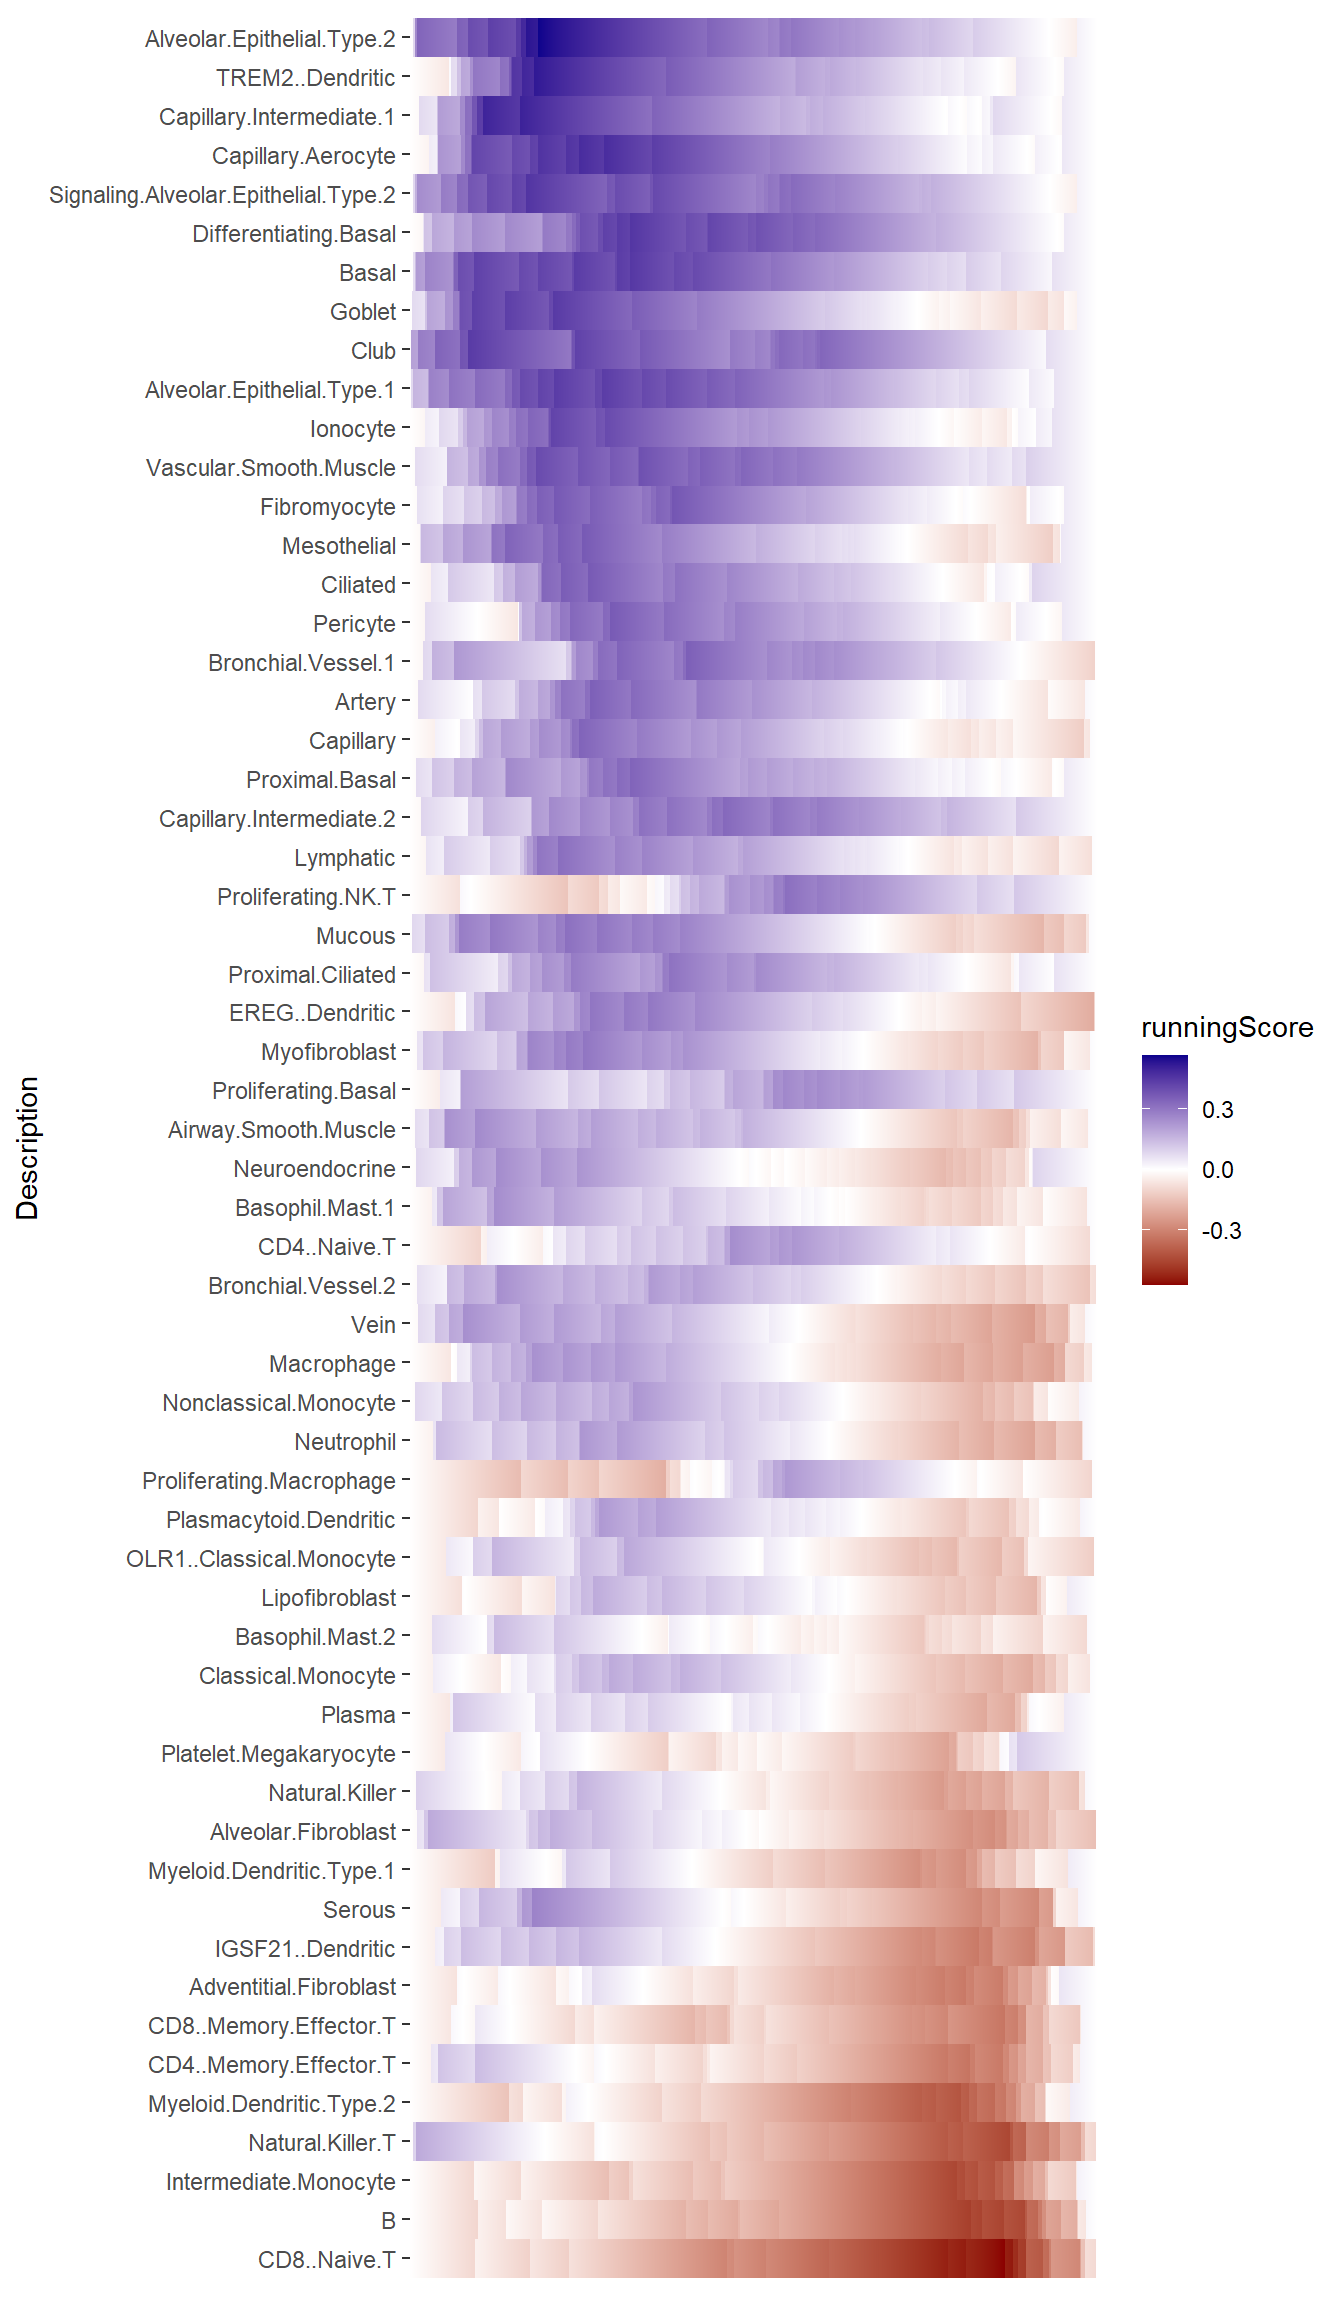 Alveolar.Epithelial.Type.2
TREM2..Dendritic
Capillary.Intermediate.1
Capillary.Aerocyte
Signaling.Alveolar.Epithelial.Type.2
Differentiating.Basal
Basal
Goblet
Club
Alveolar.Epithelial.Type.1
Ionocyte
Vascular.Smooth.Muscle
Fibromyocyte
Mesothelial
Ciliated
Pericyte
Bronchial.Vessel.1
Artery
Capillary
Proximal.Basal
Capillary.Intermediate.2
Lymphatic
Proliferating.NK.T
Mucous
Proximal.Ciliated
EREG..Dendritic
Myofibroblast
Proliferating.Basal
Airway.Smooth.Muscle
Neuroendocrine
Basophil.Mast.1
CD4..Naive.T
Bronchial.Vessel.2
Vein
Macrophage
Nonclassical.Monocyte
Neutrophil
Proliferating.Macrophage
Plasmacytoid.Dendritic
OLR1..Classical.Monocyte
Lipofibroblast
Basophil.Mast.2
Classical.Monocyte
Plasma
Platelet.Megakaryocyte
Natural.Killer
Alveolar.Fibroblast
Myeloid.Dendritic.Type.1
Serous
IGSF21..Dendritic
Adventitial.Fibroblast
CD8..Memory.Effector.T
CD4..Memory.Effector.T
Myeloid.Dendritic.Type.2
Natural.Killer.T
Intermediate.Monocyte
B
CD8..Naive.T
Description
runningScore
0.3
0.0
-0.3